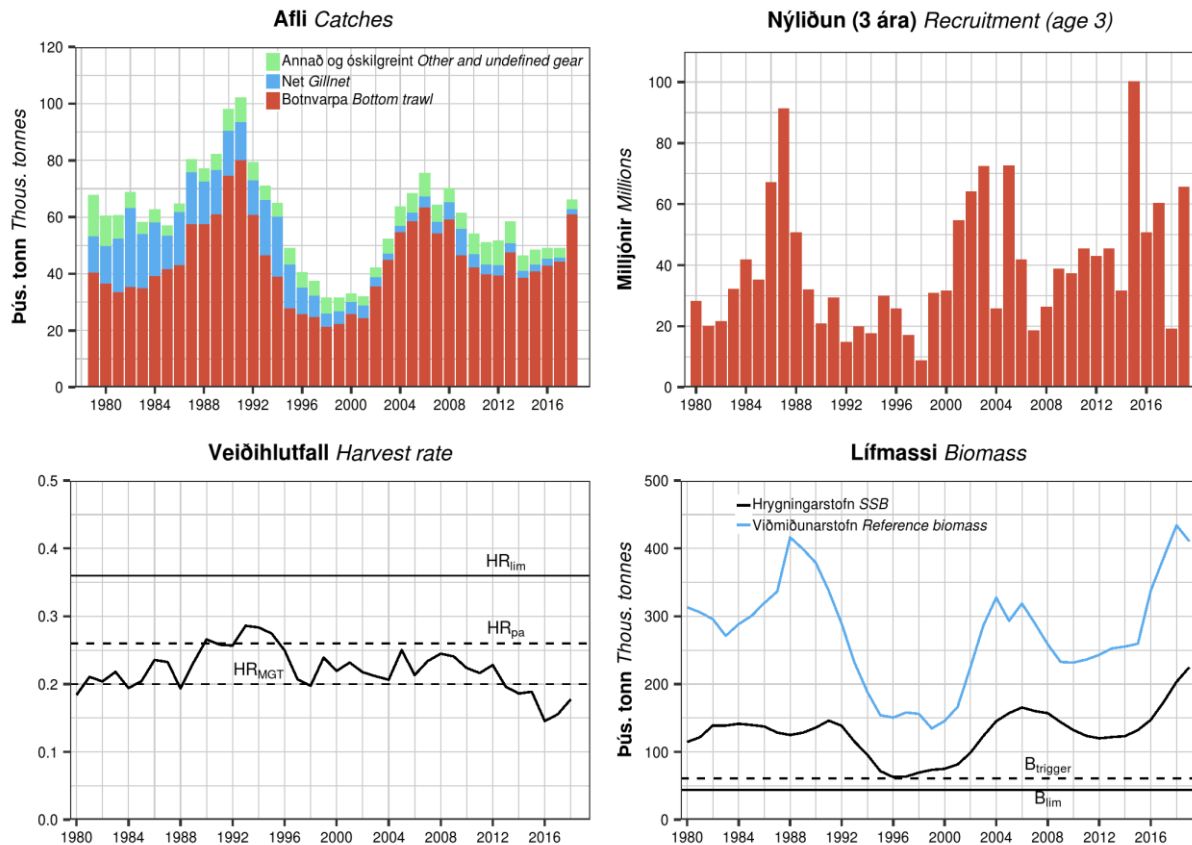 Afli Catches
Þús. tonn Thous. tonnes
120
100
80
60
40
20
0
Annað og óskilgreint Other and undefined gear
Net Gillnet
Botnvarpa Bottom trawl
1980 1984 1988 1992 1996 2000 2004 2008 2012 2016
Nýliðun (3 ára) Recruitment (age 3)
Milljónir Millions
100
80
60
40
20
0
1980 1984 1988 1992 1996 2000 2004 2008 2012 2016
Veiðihlutfall Harvest rate
0.5
0.4
0.3
0.2
0.1
0.0
HRlim
HRpa
HRMGT
1980 1984 1988 1992 1996 2000 2004 2008 2012 2016
Lífmassi Biomass
Þús. tonn Thous. tonnes
500
400
300
200
100
0
Hrygningarstofn SSB
Viðmiðunarstofn Reference biomass
Btrigger
Blim
1980 1984 1988 1992 1996 2000 2004 2008 2012 2016